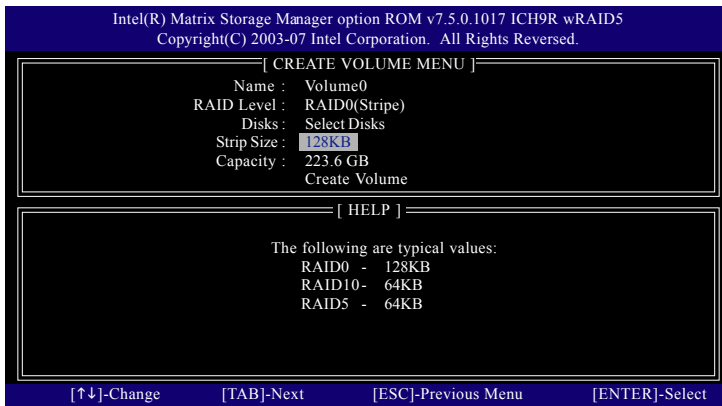 Intel(R) Matrix Storage Manager option ROM v7.5.0.1017 ICH9R wRAID5
Copyright(C) 2003-07 Intel Corporation. All Rights Reversed.
[ CREATE VOLUME MENU ]
Name : Volume0
RAID Level : RAID0(Stripe)
Disks : Select Disks
Strip Size : 128KB
Capacity : 223.6 GB
Create Volume
[ HELP ]
The following are typical values:
RAID0 - 128KB
RAID10- 64KB
RAID5 - 64KB
[↑↓]-Change [TAB]-Next [ESC]-Previous Menu [ENTER]-Select